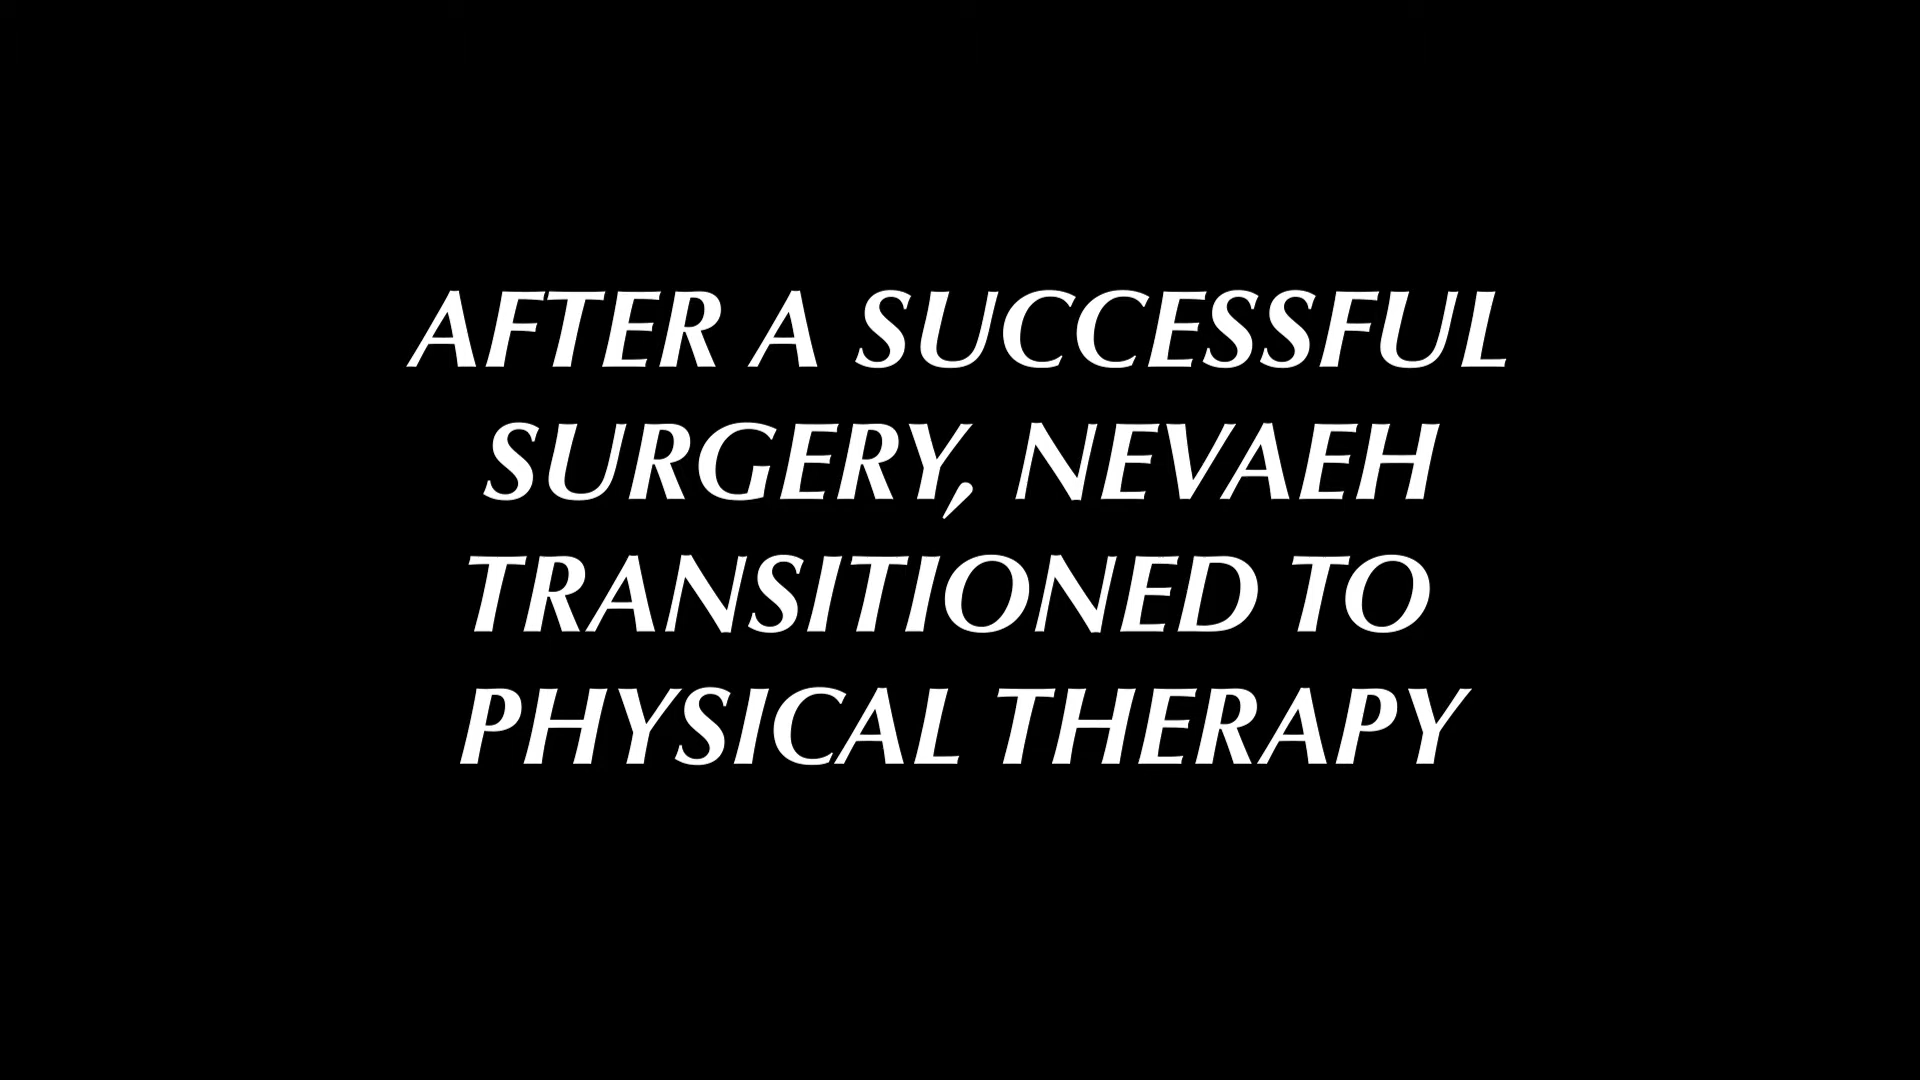 AFTER A SUCCESSFUL
SURGERY, NEVAEH
TRANSITIONED TO
PHYSICAL THERAPY